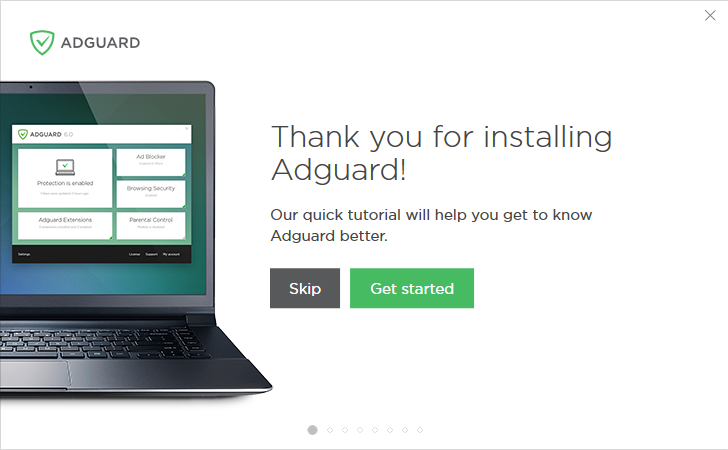 ADGUARD
Thank you for installing
Adguard!
Our quick tutorial will help you get to know
Adguard better.
Skip
Get started
ADGUARD 6.0
Protection is enabled
Ad Blocker
Browsing Security
Adguard Extensions
Parental Control
Settings
License Support My account